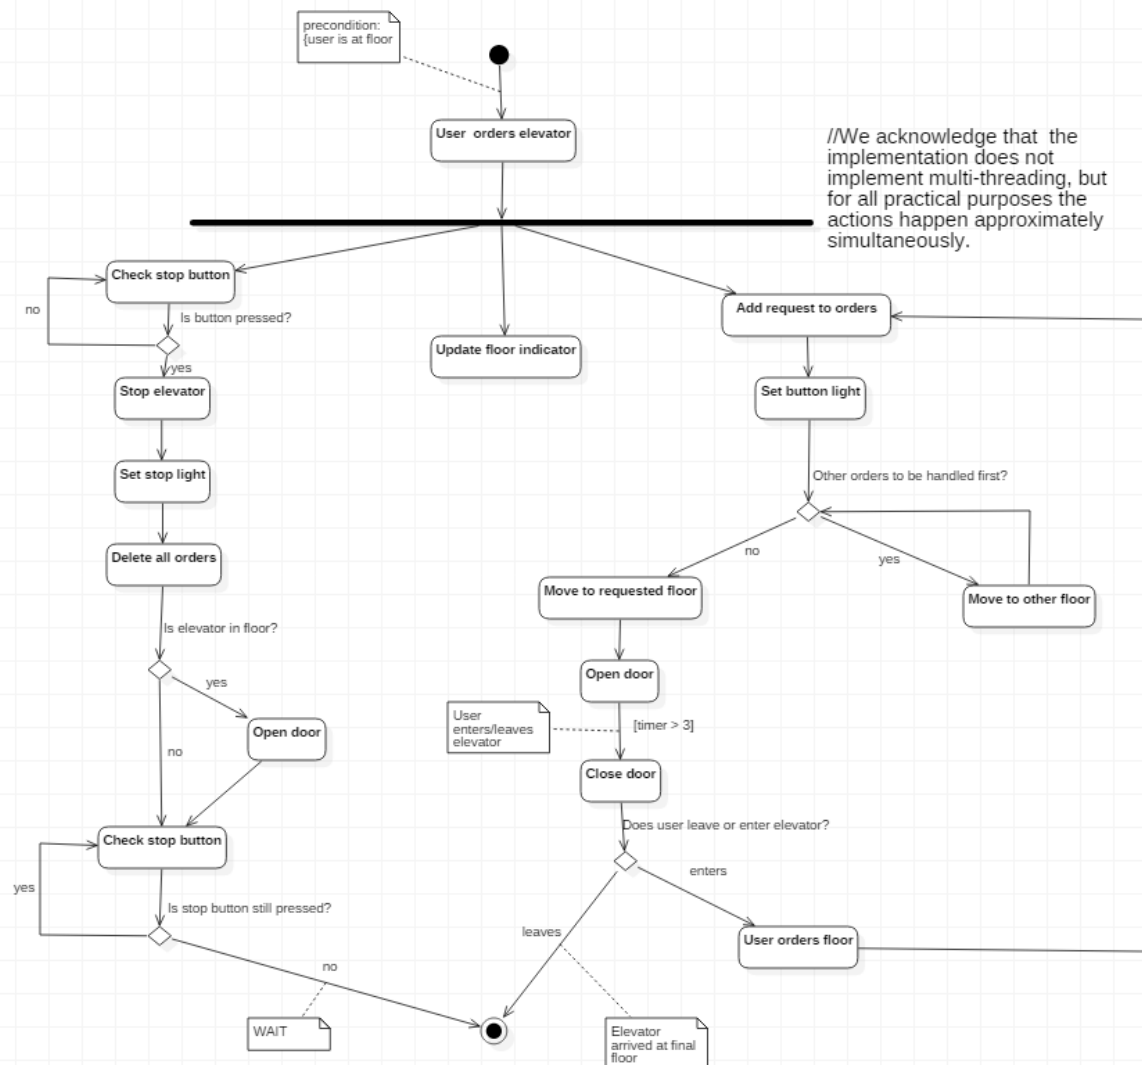 precondition:
{user is at floor
User  orders elevator
//We acknowledge that  the
implementation does not
implement multi-threading, but
for all practical purposes the
actions happen approximately
simultaneously.
Check stop button
no
Is button pressed?
yes
Stop elevator
Set stop light
Delete all orders
Is elevator in floor?
yes
Open door
no
Check stop button
yes
Is stop button still pressed?
no
WAIT
Update floor indicator
Add request to orders
Set button light
Other orders to be handled first?
no
yes
Move to requested floor
Move to other floor
Open door
User
enters/leaves
elevator
[timer > 3]
Close door
Does user leave or enter elevator?
enters
leaves
User orders floor
Elevator
arrived at final
floor